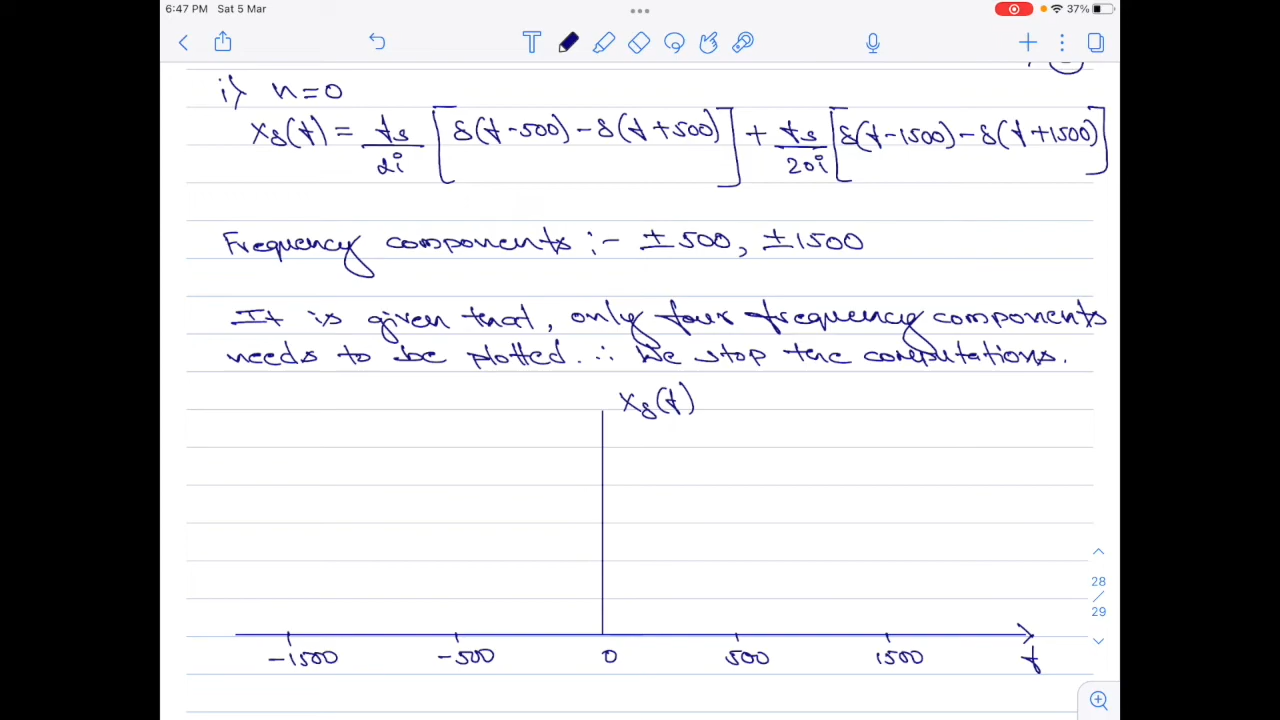 6:47 PM Sat 5 Mar
37%
i) n=0
Xδ(f) = fs/2i [δ(f-500) - δ(f+500)] + fs/20i [δ(f-1500) - δ(f+1500)]
Frequency components :- ±500, ±1500
It is given that, only four frequency components
needs to be plotted. ∴ We stop the computations.
Xδ(f)
28
/
29
-1500 -500 0 500 1500 f